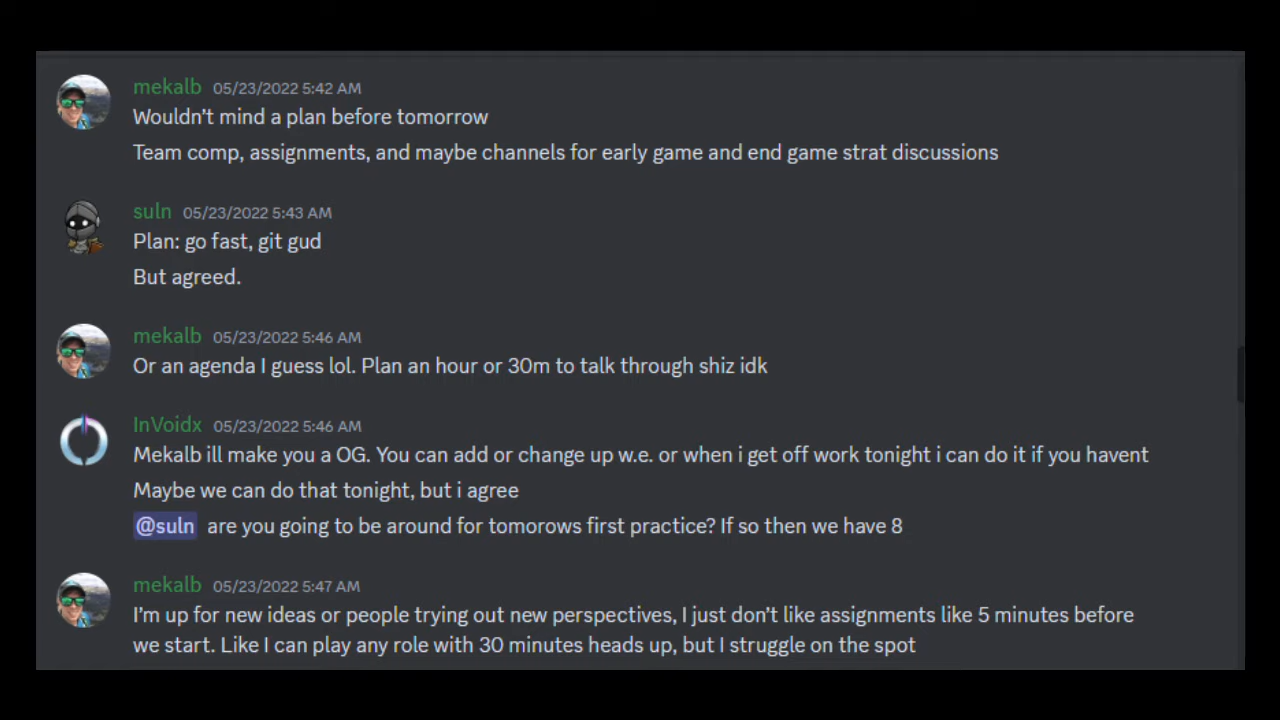 mekalb 05/23/2022 5:42 AM
Wouldn't mind a plan before tomorrow
Team comp, assignments, and maybe channels for early game and end game strat discussions
suln 05/23/2022 5:43 AM
Plan: go fast, git gud
But agreed.
mekalb 05/23/2022 5:46 AM
Or an agenda I guess lol. Plan an hour or 30m to talk through shiz idk
InVoidx 05/23/2022 5:46 AM
Mekalb ill make you a OG. You can add or change up w.e. or when i get off work tonight i can do it if you havent
Maybe we can do that tonight, but i agree
@suln are you going to be around for tomorows first practice? If so then we have 8
mekalb 05/23/2022 5:47 AM
I'm up for new ideas or people trying out new perspectives, I just don't like assignments like 5 minutes before
we start. Like I can play any role with 30 minutes heads up, but I struggle on the spot